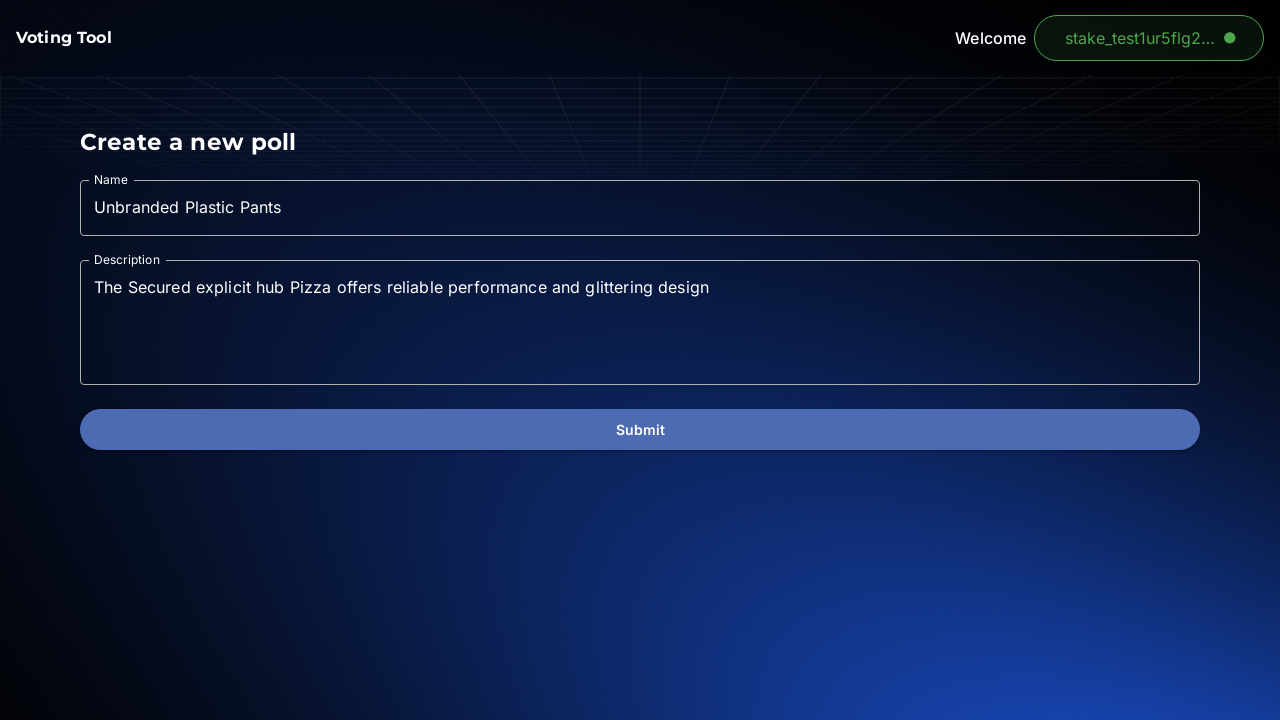 Voting Tool
Welcome
stake_test1ur5flg2...
Create a new poll
Name
Unbranded Plastic Pants
Description
The Secured explicit hub Pizza offers reliable performance and glittering design
Submit